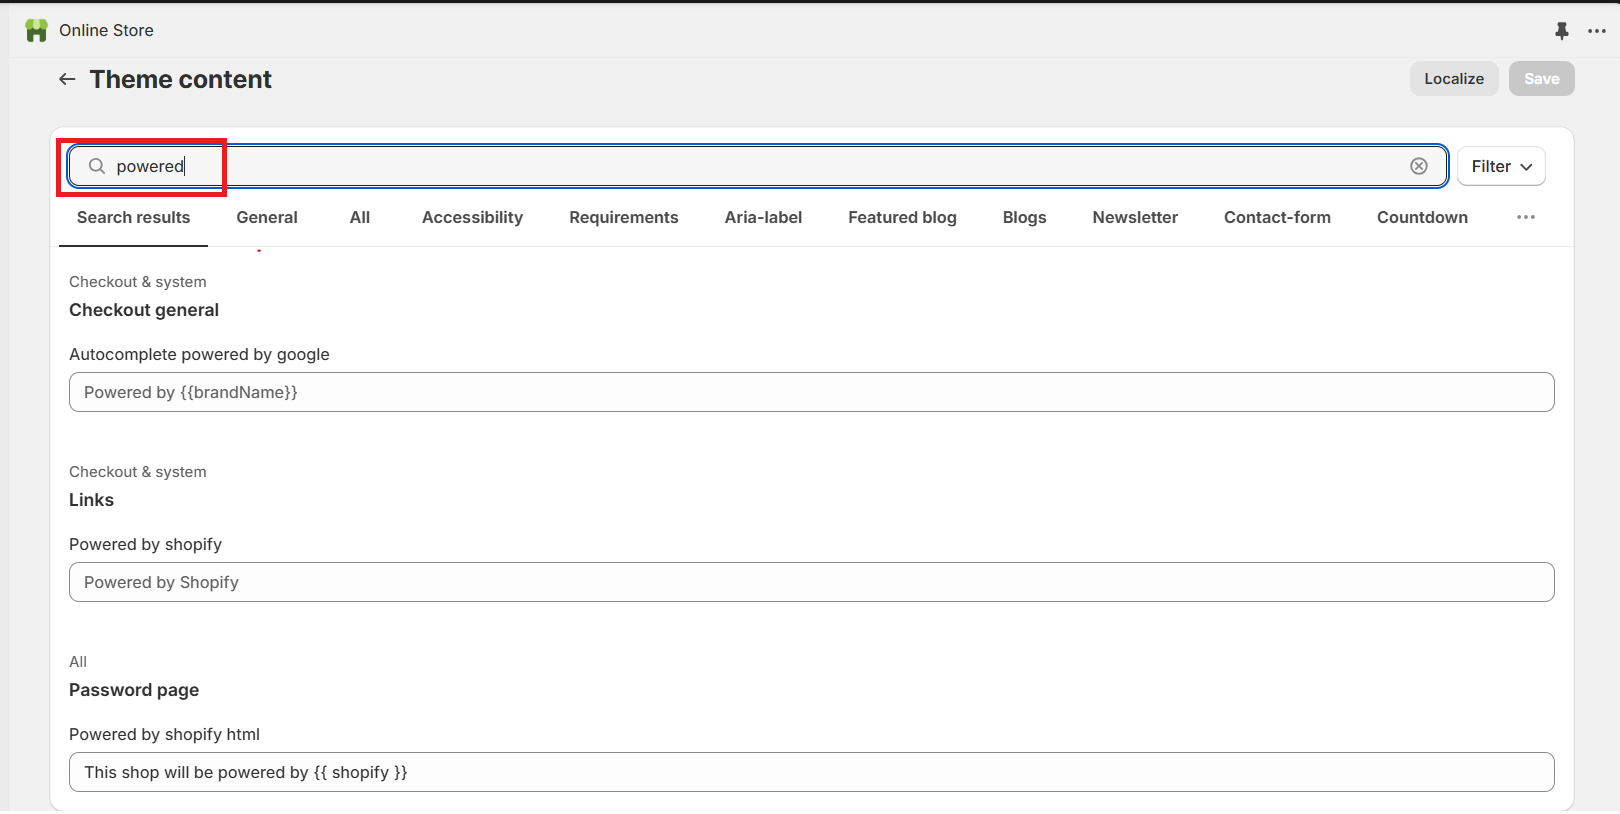 Online Store
Theme content
Localize
Save
powered
Filter
Search results General All Accessibility Requirements Aria-label Featured blog Blogs Newsletter Contact-form Countdown
Checkout & system
Checkout general
Autocomplete powered by google
Powered by {{brandName}}
Checkout & system
Links
Powered by shopify
Powered by Shopify
All
Password page
Powered by shopify html
This shop will be powered by {{ shopify }}